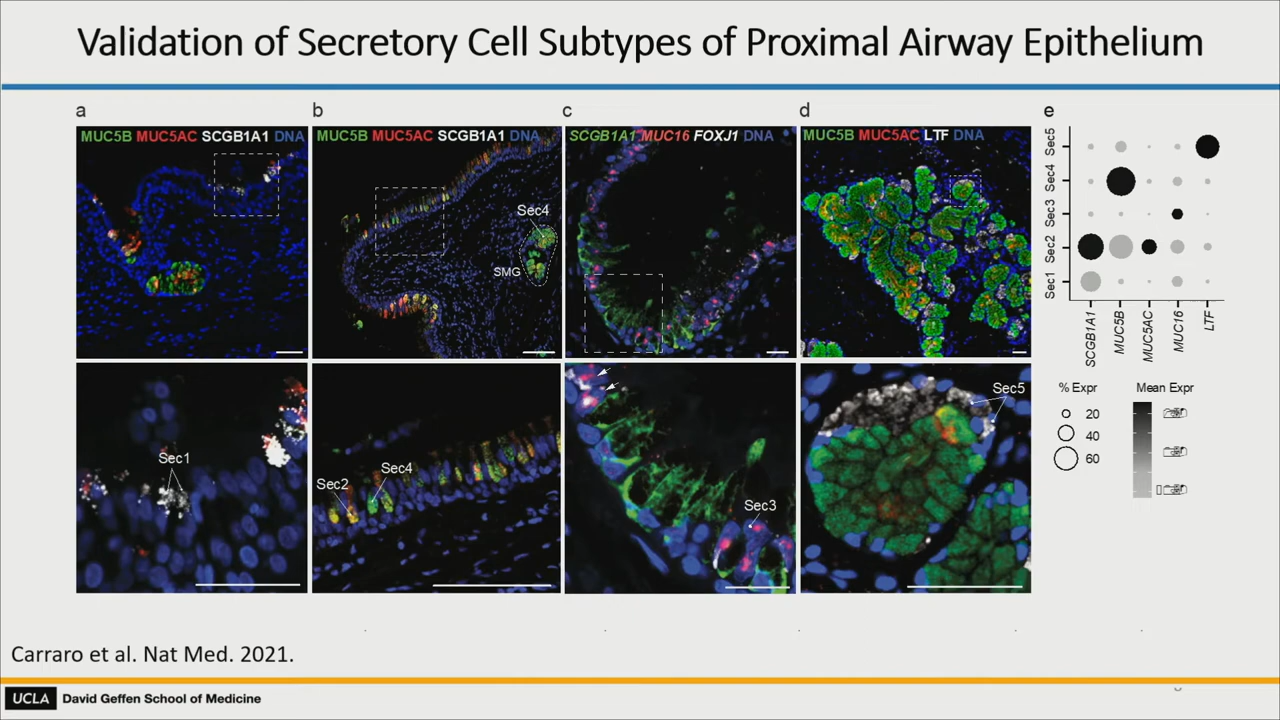 Validation of Secretory Cell Subtypes of Proximal Airway Epithelium
a
MUC5B MUC5AC SCGB1A1 DNA
Sec1
b
MUC5B MUC5AC SCGB1A1 DNA
Sec4
SMG
Sec2
Sec4
c
SCGB1A1 MUC16 FOXJ1 DNA
Sec3
d
MUC5B MUC5AC LTF DNA
Sec5
e
Sec5
Sec4
Sec3
Sec2
Sec1
SCGB1A1
MUC5B
MUC5AC
MUC16
LTF
% Expr
20
40
60
Mean Expr
Carraro et al. Nat Med. 2021.
UCLA David Geffen School of Medicine